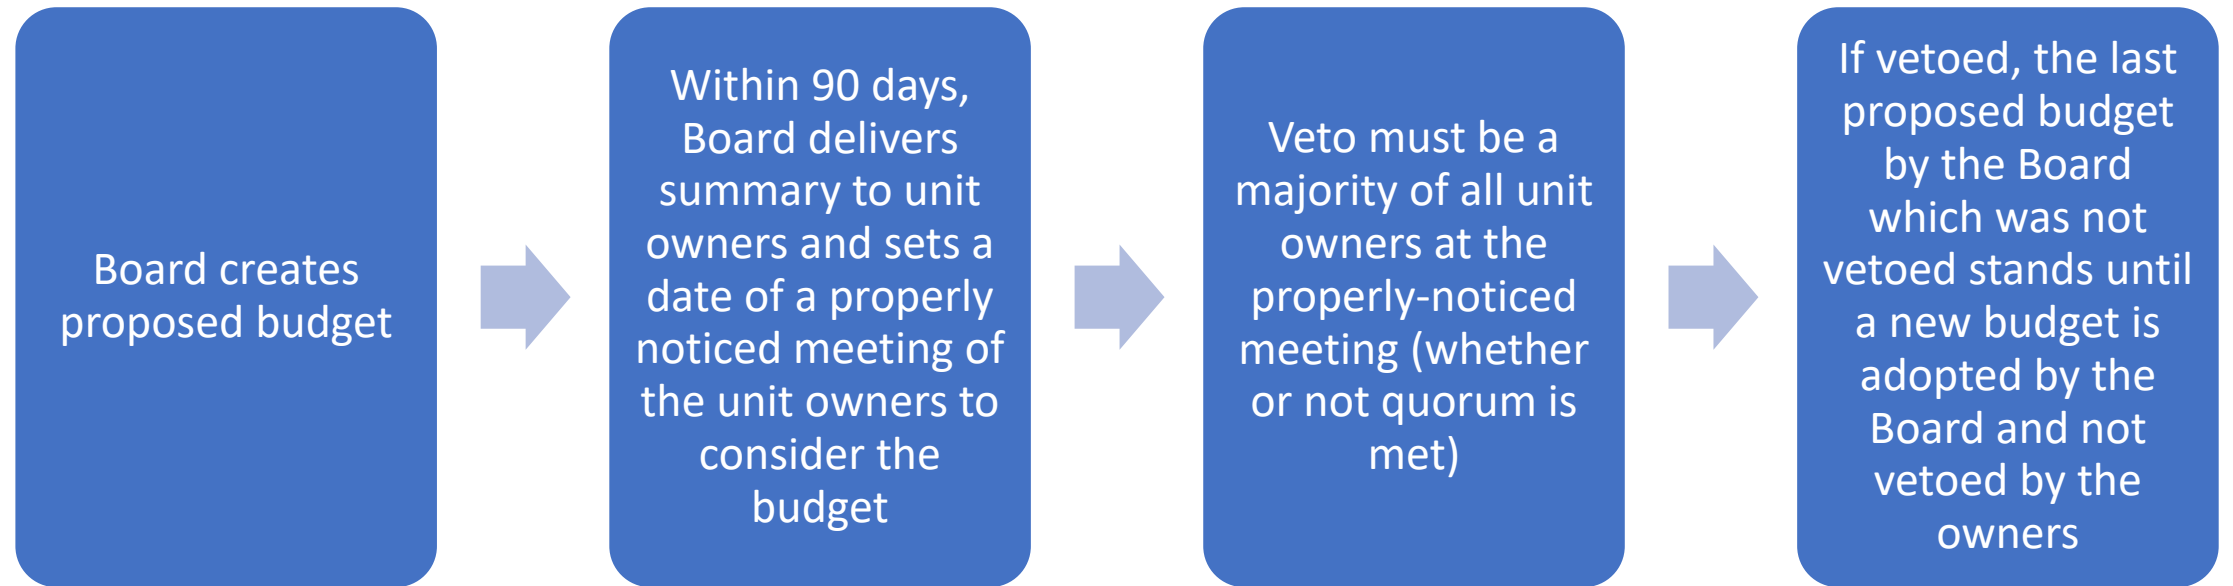 Board creates
proposed budget
Within 90 days,
Board delivers
summary to unit
owners and sets a
date of a properly
noticed meeting of
the unit owners to
consider the
budget
Veto must be a
majority of all unit
owners at the
properly-noticed
meeting (whether
or not quorum is
met)
If vetoed, the last
proposed budget
by the Board
which was not
vetoed stands until
a new budget is
adopted by the
Board and not
vetoed by the
owners